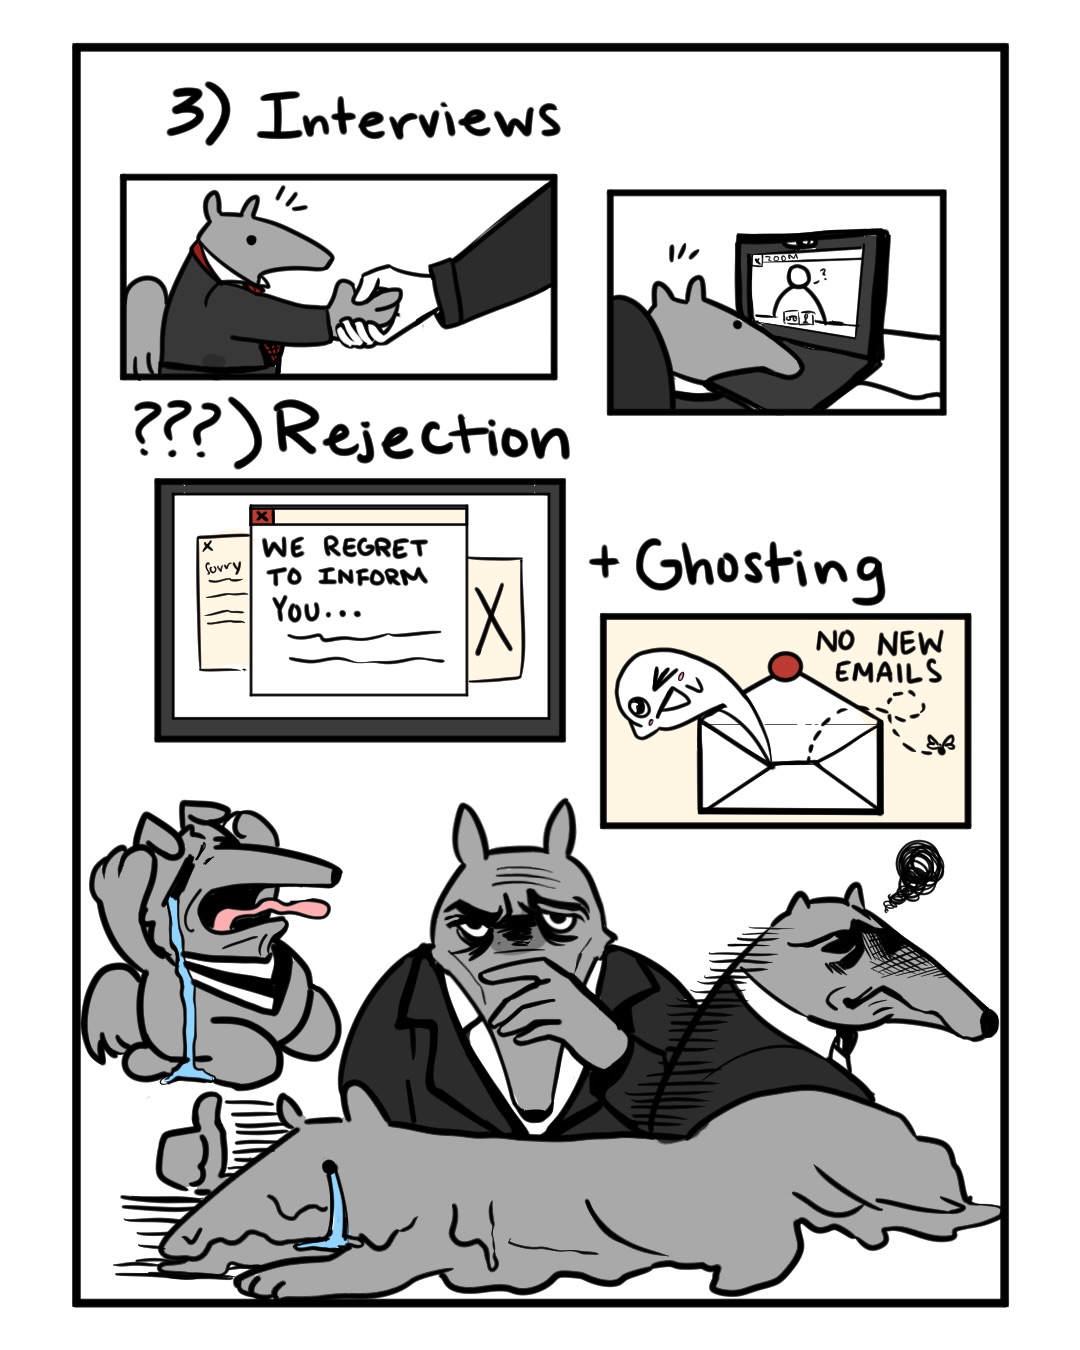 3) Interviews
x ZOOM
?
???) Rejection
x
WE REGRET
TO INFORM
YOU...
x
sorry
X
+ Ghosting
NO NEW
EMAILS